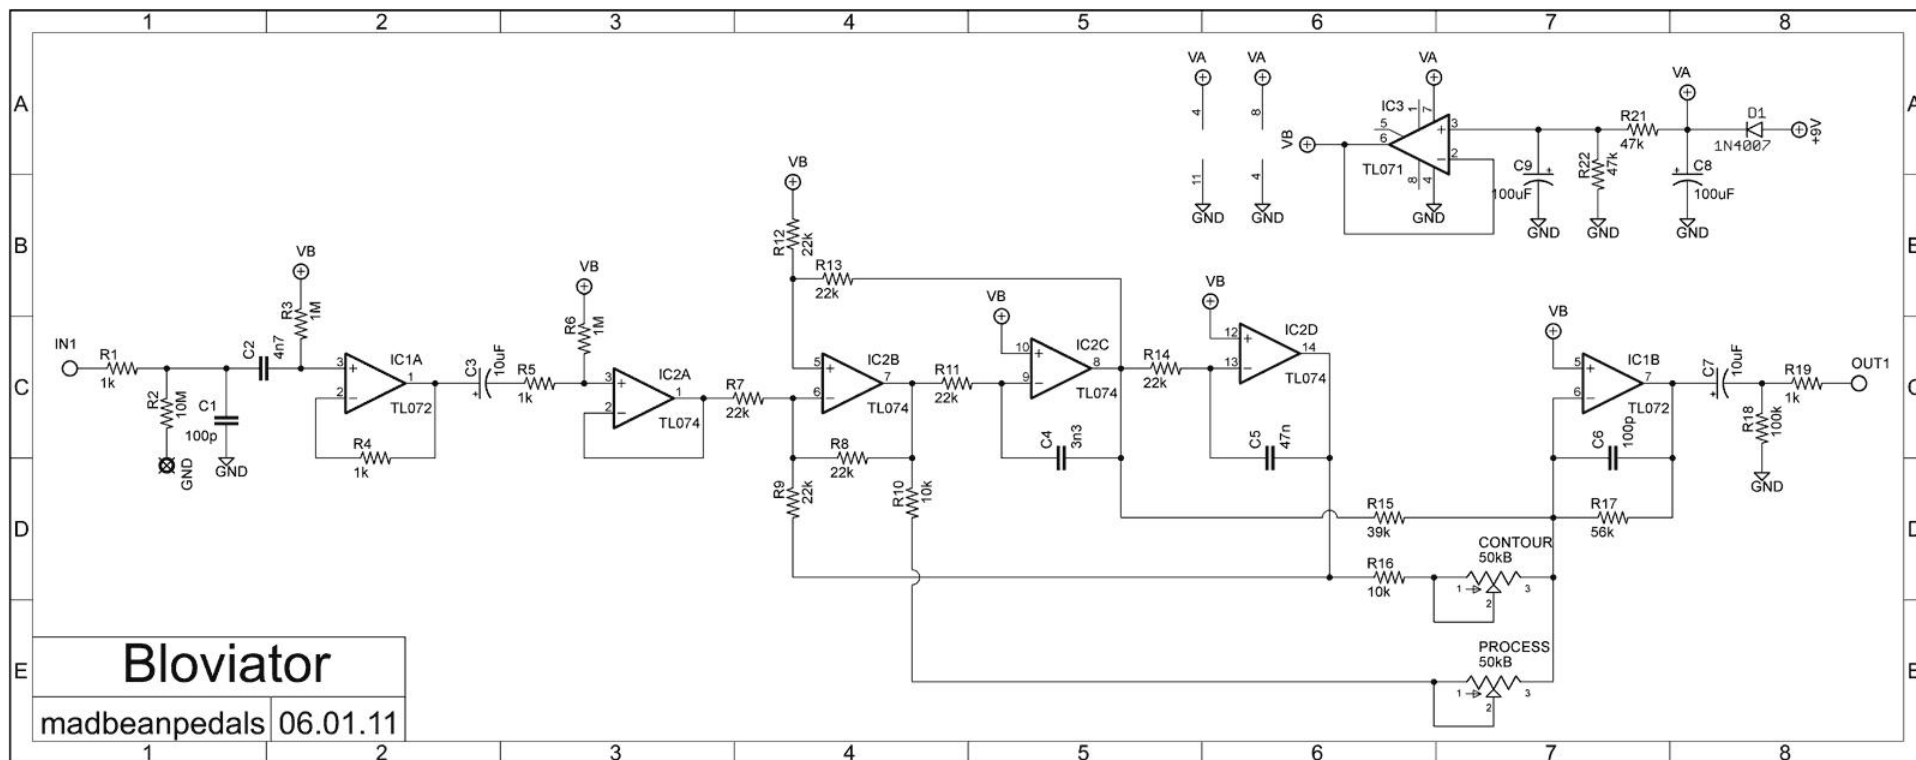 1 2 3 4 5 6 7 8
A A
B B
C C
D D
E E
IN1
R1
1k
R2
10M
GND
C1
100p
GND
C2
4n7
VB
R3
1M
3
2
1
IC1A
TL072
R4
1k
C3
10uF
R5
1k
VB
R6
1M
3
2
1
IC2A
TL074
R7
22k
VB
R12
22k
R13
22k
5
6
7
IC2B
TL074
R8
22k
R9
22k
R10
10k
R11
22k
VB
10
9
8
IC2C
TL074
C4
3n3
R14
22k
VB
12
13
14
IC2D
TL074
C5
47n
R15
39k
R16
10k
CONTOUR
50kB
1 2 3
PROCESS
50kB
1 2 3
VB
5
6
7
IC1B
TL072
C6
100p
R17
56k
C7
10uF
R18
100k
GND
R19
1k
OUT1
VA
4
11
GND
VA
8
4
GND
VA
IC3
1
7
5
6
3
2
8
4
TL071
GND
VB
C9
100uF
GND
R22
47k
GND
R21
47k
VA
C8
100uF
GND
D1
1N4007
+9V
Bloviator
madbeanpedals 06.01.11
1 2 3 4 5 6 7 8